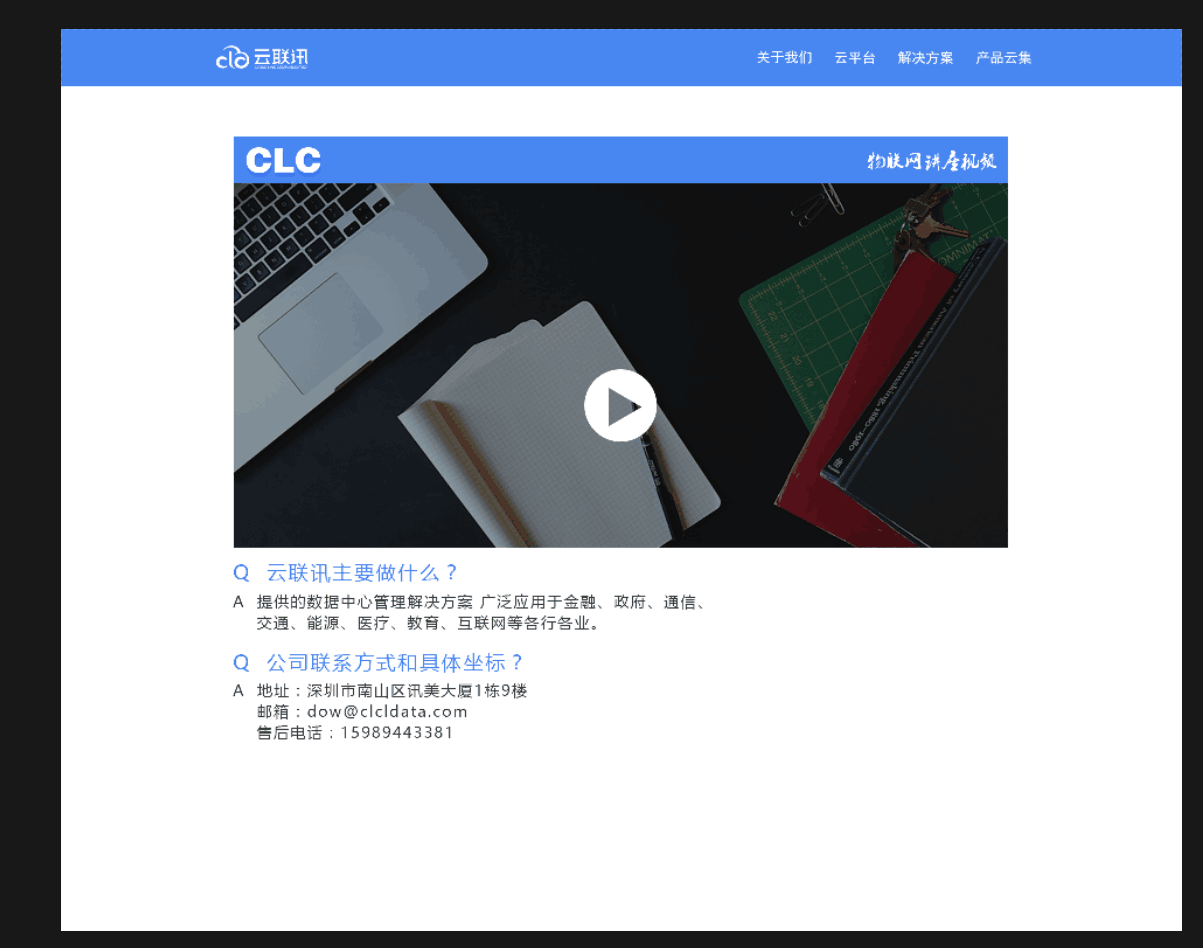 云联讯
关于我们 云平台 解决方案 产品云集
CLC
物联网讲座视频
OMNIMAT
American Printmaking, 1880–1980
Q 云联讯主要做什么？
A 提供的数据中心管理解决方案 广泛应用于金融、政府、通信、
交通、能源、医疗、教育、互联网等各行各业。
Q 公司联系方式和具体坐标？
A 地址：深圳市南山区讯美大厦1栋9楼
邮箱：dow@clcldata.com
售后电话：15989443381